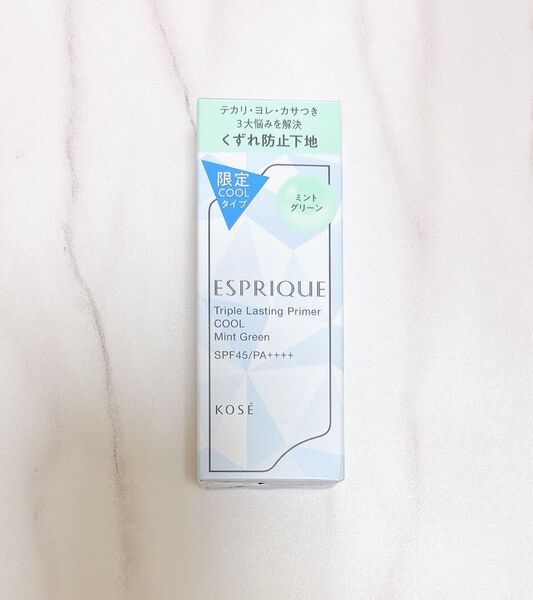 テカリ・ヨレ・カサつき
3大悩みを解決
くずれ防止下地
限定
COOL
タイプ
ミント
グリーン
ESPRIQUE
Triple Lasting Primer
COOL
Mint Green
SPF45/PA++++
KOSÉ